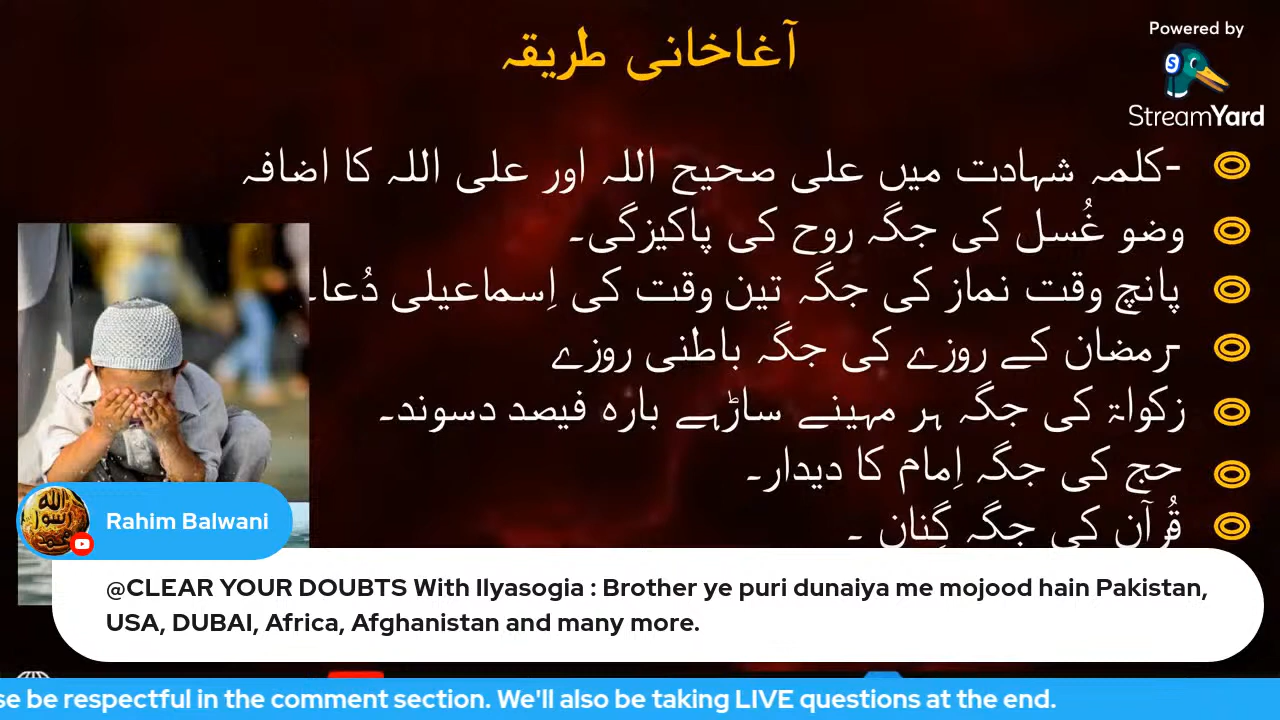 آغاخانی طریقہ
Powered by
StreamYard
-کلمہ شہادت میں علی صحیح اللہ اور علی اللہ کا اضافہ
وضو غُسل کی جگہ روح کی پاکیزگی۔
پانچ وقت نماز کی جگہ تین وقت کی اِسماعیلی دُعا۔
-رمضان کے روزے کی جگہ باطنی روزے
زکواۃ کی جگہ ہر مہینے ساڑہے بارہ فیصد دسوند۔
حج کی جگہ اِمام کا دیدار۔
قُرآن کی جگہ گِنان ۔
Rahim Balwani
@CLEAR YOUR DOUBTS With Ilyasogia : Brother ye puri dunaiya me mojood hain Pakistan,
USA, DUBAI, Africa, Afghanistan and many more.
se be respectful in the comment section. We'll also be taking LIVE questions at the end.